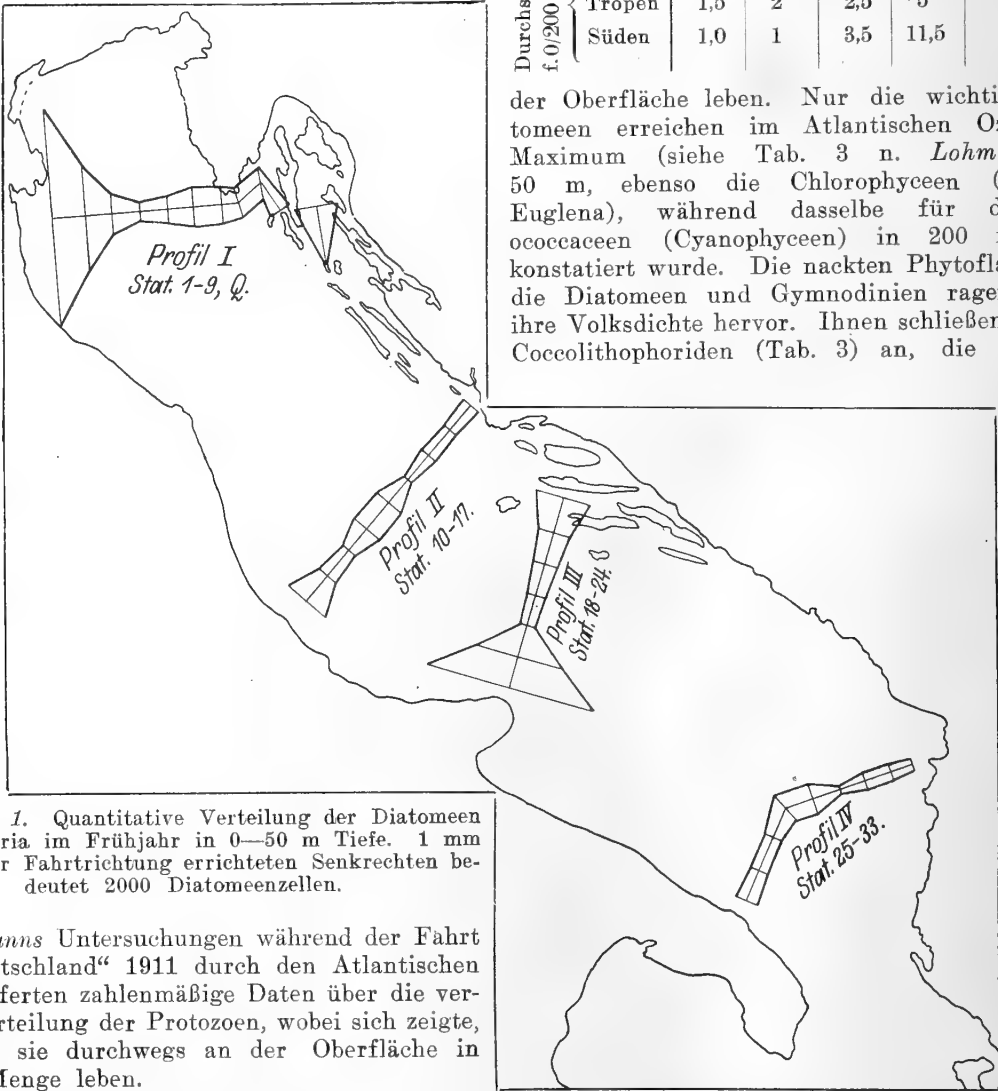 Durchs
f.0/200
Tropen 1,5 2 2,5 5
Süden 1,0 1 3,5 11,5
der Oberfläche leben. Nur die wichti
tomeen erreichen im Atlantischen
Maximum (siehe Tab. 3 n. Lohm
50 m, ebenso die Chlorophyceen (
Euglena), während dasselbe für d
ococcaceen (Cyanophyceen) in 200
konstatiert wurde. Die nackten Phytofla
die Diatomeen und Gymnodinien rage
ihre Volksdichte hervor. Ihnen schließen
Coccolithophoriden (Tab. 3) an, die
Profil I
Stat. 1-9, Q.
Profil II
Stat. 10-17.
Profil III
Stat. 18-24.
Profil IV
Stat. 25-33.
1. Quantitative Verteilung der Diatomeen
ria im Frühjahr in 0—50 m Tiefe. 1 mm
r Fahrtrichtung errichteten Senkrechten be-
deutet 2000 Diatomeenzellen.
nns Untersuchungen während der Fahrt
tschland“ 1911 durch den Atlantischen
ferten zahlenmäßige Daten über die ver-
rteilung der Protozoen, wobei sich zeigte,
sie durchwegs an der Oberfläche in
Menge leben.